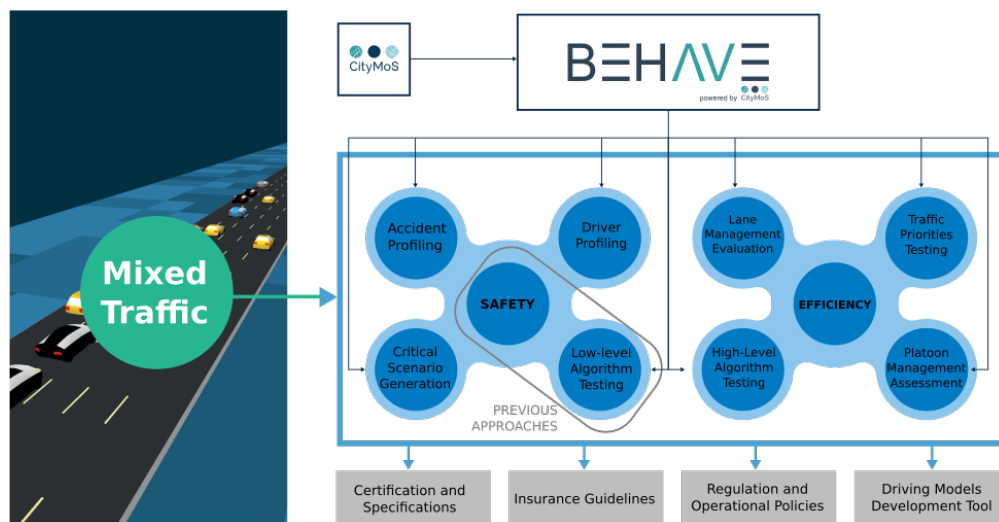 CityMoS
BEHAVE
powered by CityMoS
Mixed
Traffic
Accident
Profiling
Driver
Profiling
SAFETY
Critical
Scenario
Generation
Low-level
Algorithm
Testing
PREVIOUS
APPROACHES
Lane
Management
Evaluation
Traffic
Priorities
Testing
EFFICIENCY
High-Level
Algorithm
Testing
Platoon
Management
Assessment
Certification and
Specifications
Insurance Guidelines
Regulation and
Operational Policies
Driving Models
Development Tool